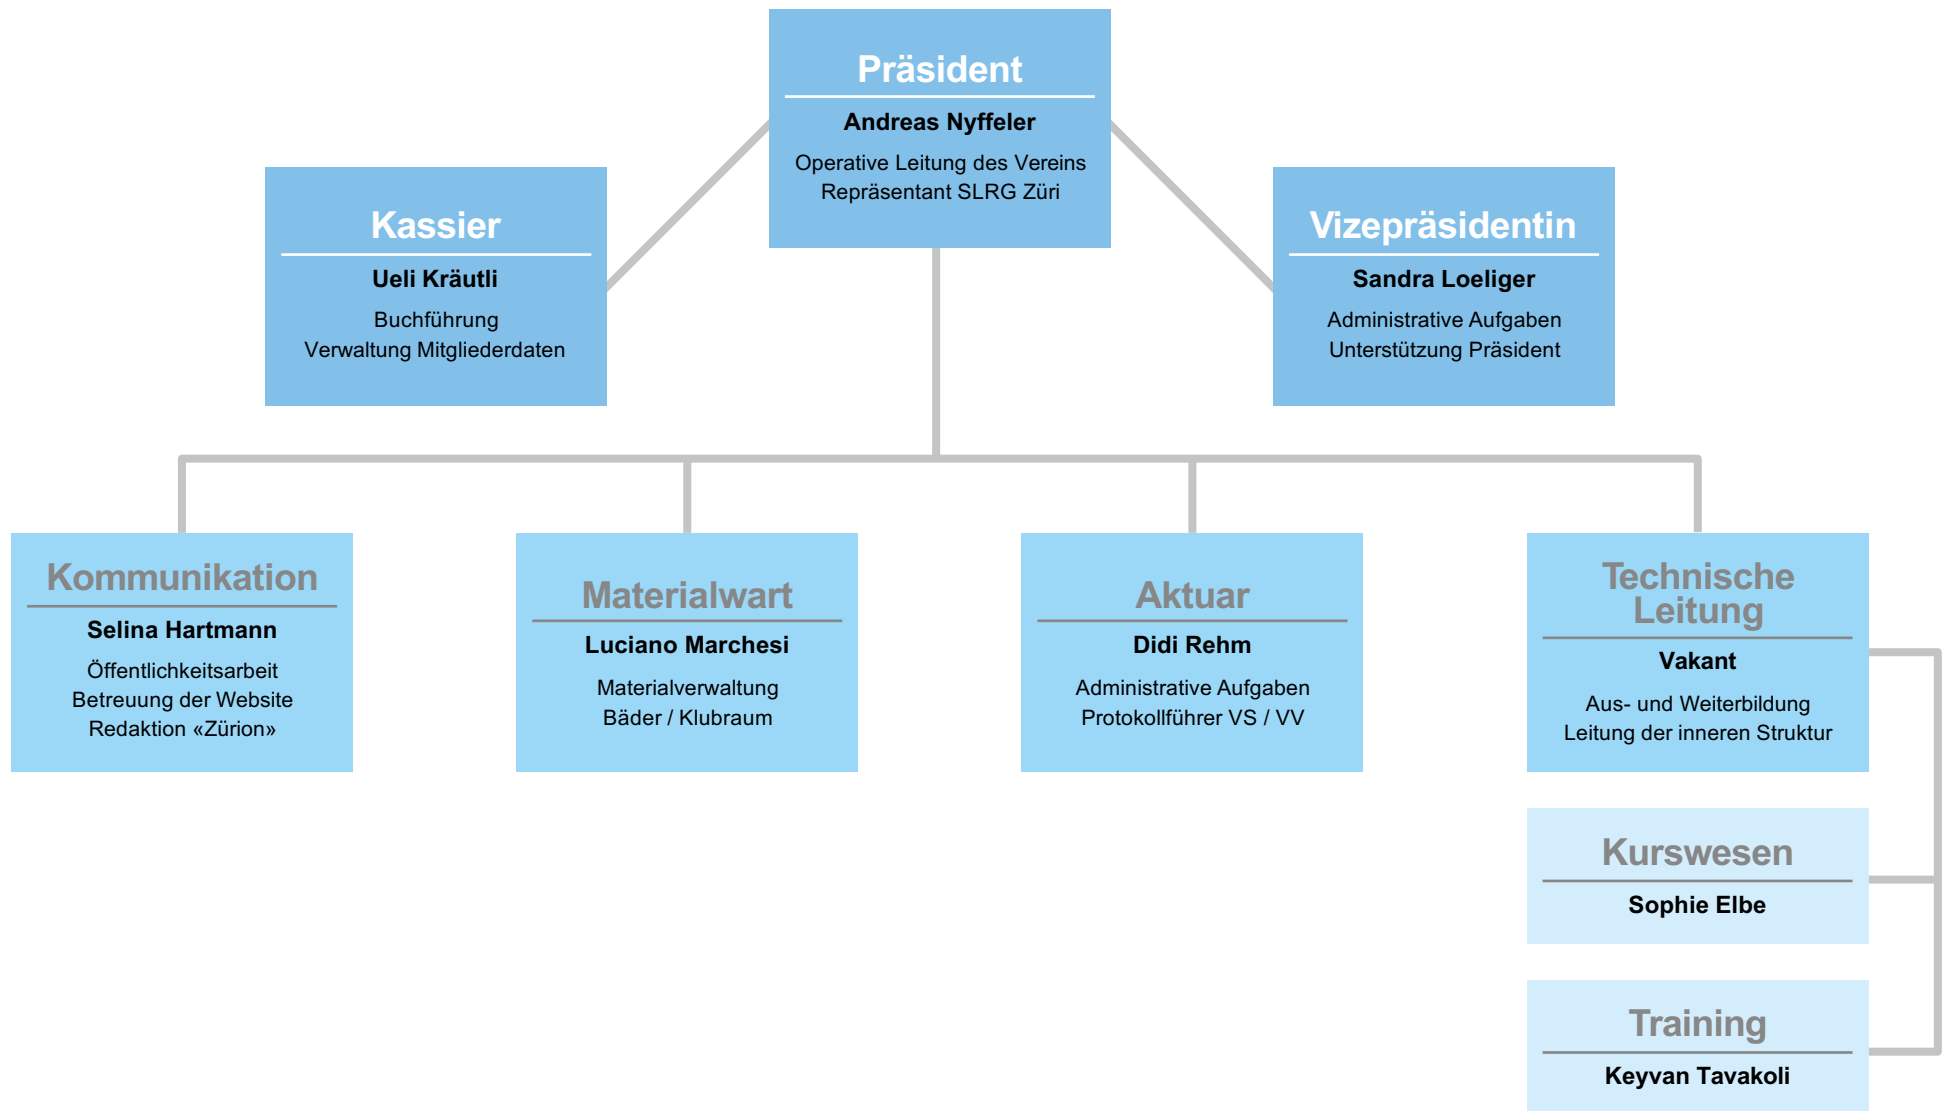 Präsident
Andreas Nyffeler
Operative Leitung des Vereins
Repräsentant SLRG Züri
Kassier
Ueli Kräutli
Buchführung
Verwaltung Mitgliederdaten
Vizepräsidentin
Sandra Loeliger
Administrative Aufgaben
Unterstützung Präsident
Kommunikation
Selina Hartmann
Öffentlichkeitsarbeit
Betreuung der Website
Redaktion «Zürion»
Materialwart
Luciano Marchesi
Materialverwaltung
Bäder / Klubraum
Aktuar
Didi Rehm
Administrative Aufgaben
Protokollführer VS / VV
Technische
Leitung
Vakant
Aus- und Weiterbildung
Leitung der inneren Struktur
Kurswesen
Sophie Elbe
Training
Keyvan Tavakoli